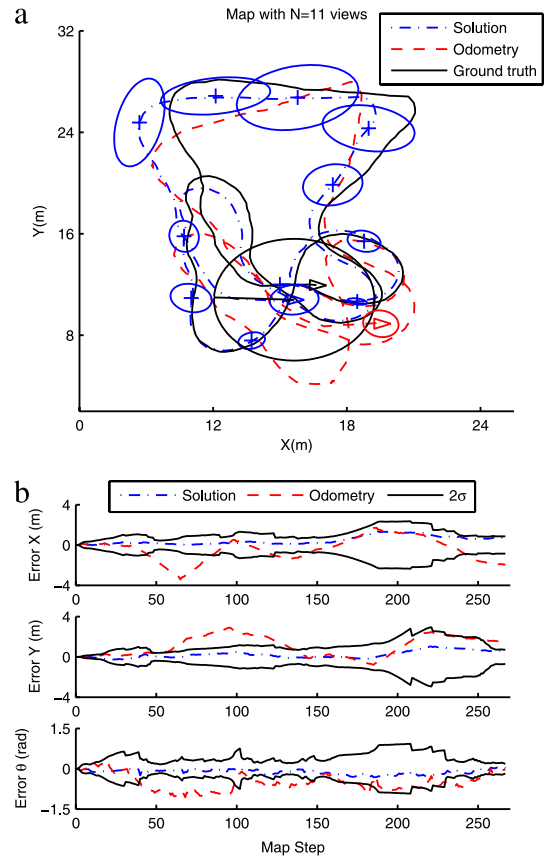 a
Map with N=11 views
Solution
Odometry
Ground truth
32
24
16
8
Y(m)
12
18
24
X(m)
b
Solution
Odometry
2σ
Error X (m)
4
0
−4
0
50
100
150
200
250
Error Y (m)
4
0
−4
0
50
100
150
200
250
Error θ (rad)
1.5
0
−1.5
0
50
100
150
200
250
Map Step